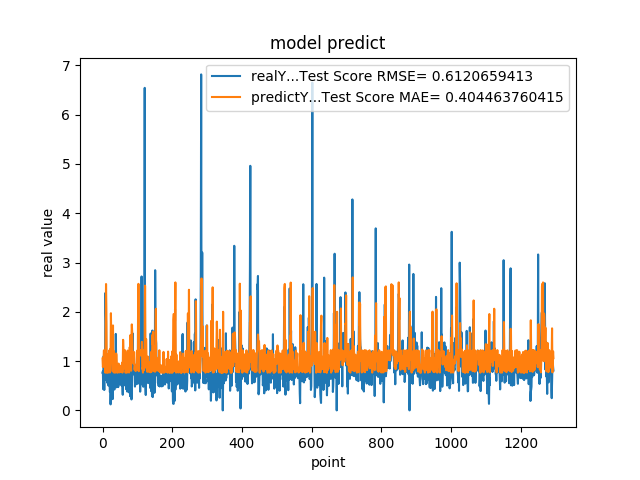 model predict
realY...Test Score RMSE= 0.6120659413
predictY...Test Score MAE= 0.404463760415
7
6
5
4
3
2
1
0
real value
0 200 400 600 800 1000 1200
point